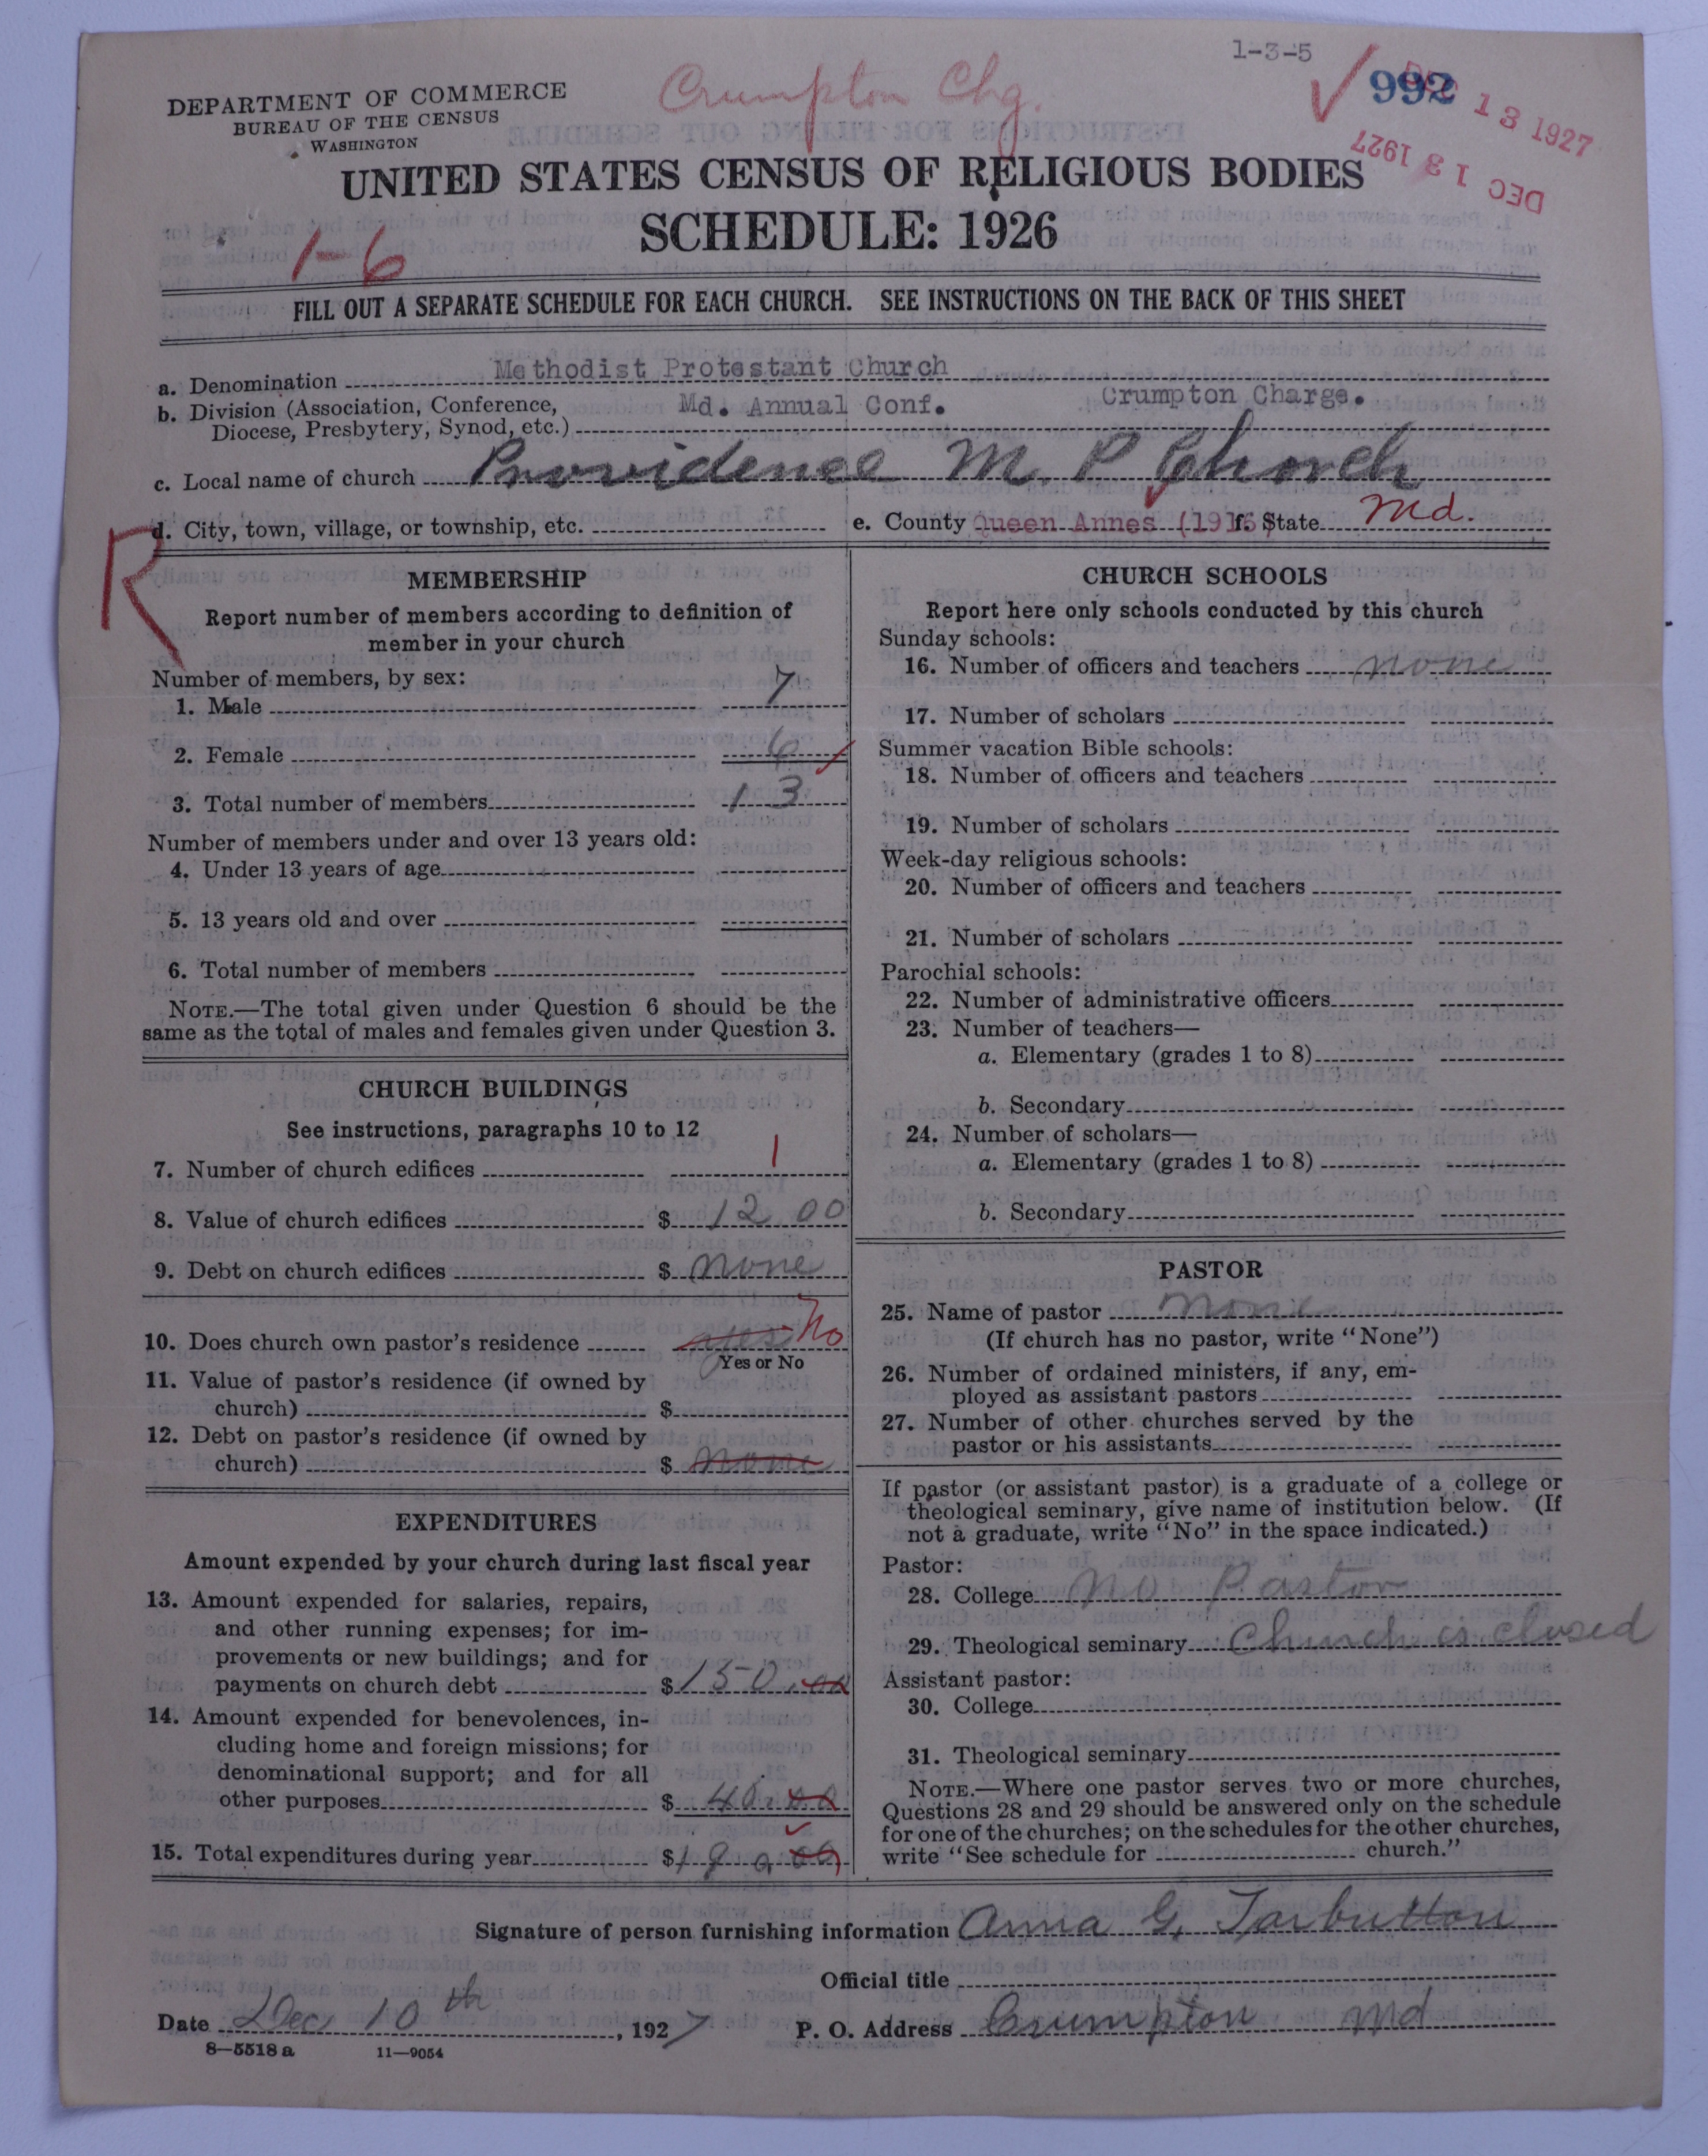 1-3-5
DEPARTMENT OF COMMERCE
BUREAU OF THE CENSUS
WASHINGTON
Crumpton Chg.
992
DEC 13 1927
DEC 13 1927
UNITED STATES CENSUS OF RELIGIOUS BODIES
SCHEDULE: 1926
1-6
FILL OUT A SEPARATE SCHEDULE FOR EACH CHURCH. SEE INSTRUCTIONS ON THE BACK OF THIS SHEET
a. Denomination Methodist Protestant Church
b. Division (Association, Conference, Md. Annual Conf. Crumpton Charge.
Diocese, Presbytery, Synod, etc.)
c. Local name of church Providence M. P Church
d. City, town, village, or township, etc. e. County Queen Annes (1916) f. State Md.
R
MEMBERSHIP
Report number of members according to definition of
member in your church
Number of members, by sex:
1. Male 7
2. Female 6
3. Total number of members 13
Number of members under and over 13 years old:
4. Under 13 years of age
5. 13 years old and over
6. Total number of members
NOTE.—The total given under Question 6 should be the
same as the total of males and females given under Question 3.
CHURCH BUILDINGS
See instructions, paragraphs 10 to 12
7. Number of church edifices 1
8. Value of church edifices $ 1200
9. Debt on church edifices $ none
10. Does church own pastor's residence yes No
Yes or No
11. Value of pastor's residence (if owned by
church) $
12. Debt on pastor's residence (if owned by
church) $ none
EXPENDITURES
Amount expended by your church during last fiscal year
13. Amount expended for salaries, repairs,
and other running expenses; for im-
provements or new buildings; and for
payments on church debt $ 150.00
14. Amount expended for benevolences, in-
cluding home and foreign missions; for
denominational support; and for all
other purposes $ 40.00
15. Total expenditures during year $ 190.00
CHURCH SCHOOLS
Report here only schools conducted by this church
Sunday schools:
16. Number of officers and teachers none
17. Number of scholars
Summer vacation Bible schools:
18. Number of officers and teachers
19. Number of scholars
Week-day religious schools:
20. Number of officers and teachers
21. Number of scholars
Parochial schools:
22. Number of administrative officers
23. Number of teachers—
a. Elementary (grades 1 to 8)
b. Secondary
24. Number of scholars—
a. Elementary (grades 1 to 8)
b. Secondary
PASTOR
25. Name of pastor None
(If church has no pastor, write "None")
26. Number of ordained ministers, if any, em-
ployed as assistant pastors
27. Number of other churches served by the
pastor or his assistants
If pastor (or assistant pastor) is a graduate of a college or
theological seminary, give name of institution below. (If
not a graduate, write "No" in the space indicated.)
Pastor:
28. College No Pastor
29. Theological seminary Church is closed
Assistant pastor:
30. College
31. Theological seminary
NOTE.—Where one pastor serves two or more churches,
Questions 28 and 29 should be answered only on the schedule
for one of the churches; on the schedules for the other churches,
write "See schedule for church."
Signature of person furnishing information Anna G. Tarbutton
Official title
Date Dec 10th, 1927 P. O. Address Crumpton Md
8—5518 a 11—9054